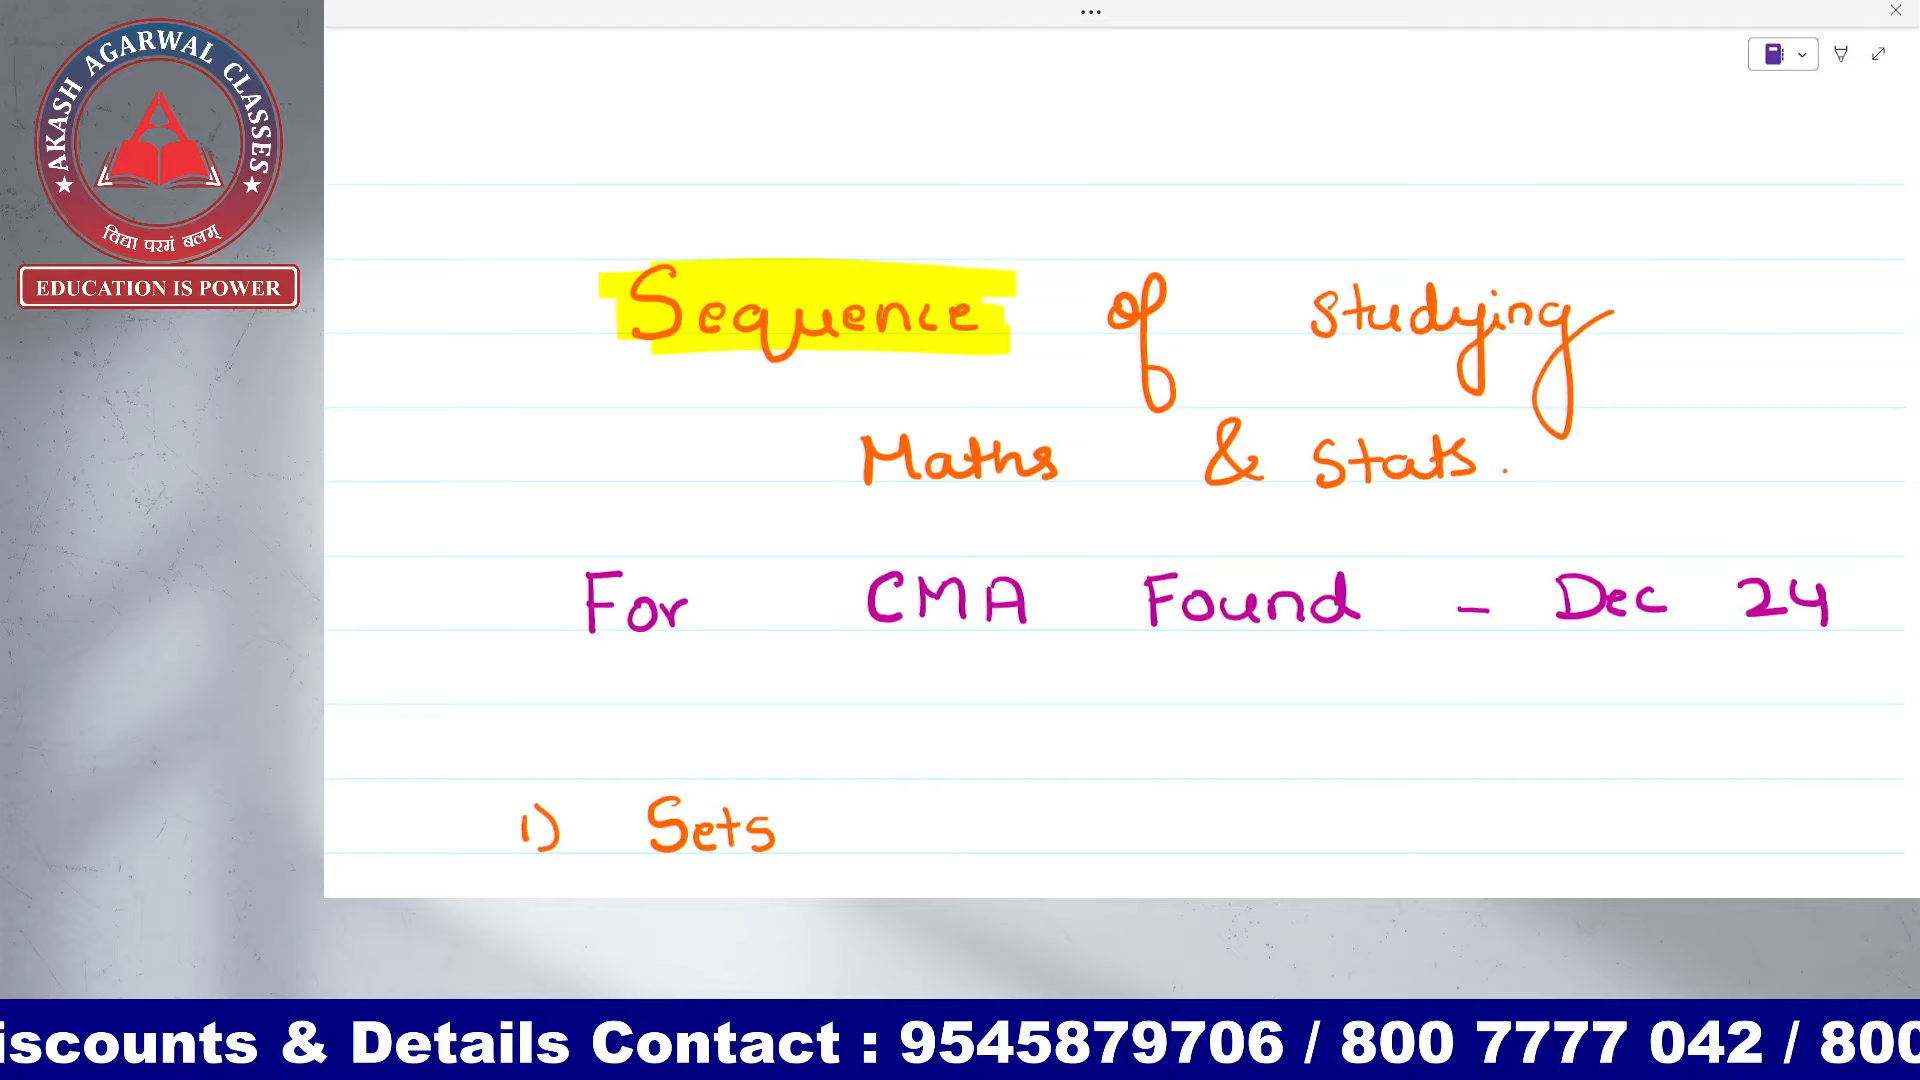 AKASH AGARWAL CLASSES
विद्या परमं बलम्
EDUCATION IS POWER
Sequence of studying
Maths & Stats.
For CMA Found - Dec 24
1) Sets
iscounts & Details Contact : 9545879706 / 800 7777 042 / 800